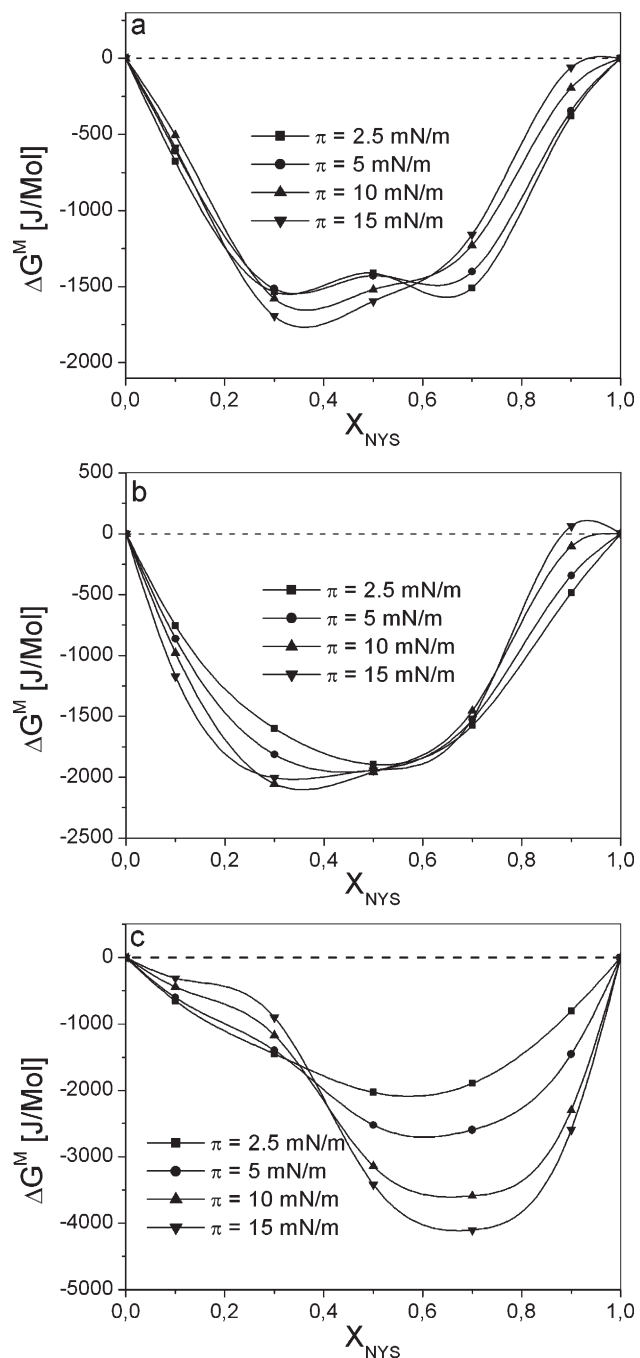 a
0
-500
-1000
-1500
-2000
ΔG^M [J/Mol]
π = 2.5 mN/m
π = 5 mN/m
π = 10 mN/m
π = 15 mN/m
0,0 0,2 0,4 0,6 0,8 1,0
X_NYS
b
500
0
-500
-1000
-1500
-2000
-2500
ΔG^M [J/Mol]
π = 2.5 mN/m
π = 5 mN/m
π = 10 mN/m
π = 15 mN/m
0,0 0,2 0,4 0,6 0,8 1,0
X_NYS
c
0
-1000
-2000
-3000
-4000
-5000
ΔG^M [J/Mol]
π = 2.5 mN/m
π = 5 mN/m
π = 10 mN/m
π = 15 mN/m
0,0 0,2 0,4 0,6 0,8 1,0
X_NYS